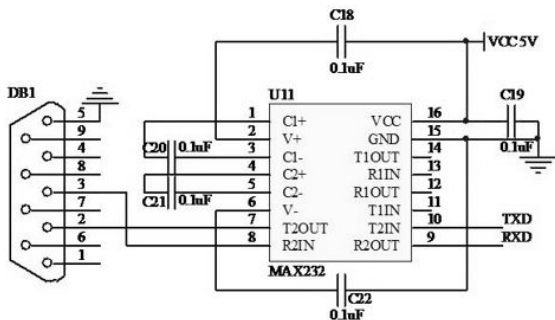 C18
0.1uF
VCC5V
DB1
U11
C19
0.1uF
5
9
4
8
3
7
2
6
1
C20
0.1uF
C21
0.1uF
1 C1+ VCC 16
2 V+ GND 15
3 C1- T1OUT 14
4 C2+ R1IN 13
5 C2- R1OUT 12
6 V- T1IN 11
7 T2OUT T2IN 10 TXD
8 R2IN R2OUT 9 RXD
MAX232
C22
0.1uF